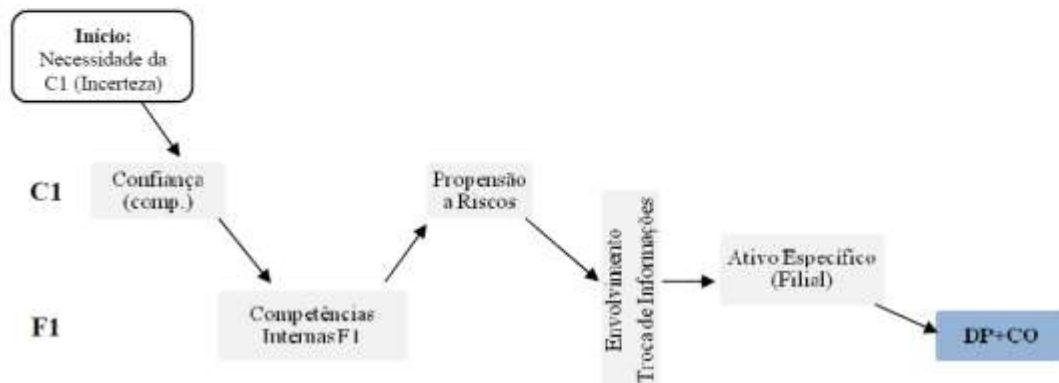 Início:
Necessidade da
C1 (Incerteza)
C1
Confiança
(comp.)
Propensão
a Riscos
Envolvimento
Troca de Informações
Ativo Específico
(Filial)
F1
Competências
Internas F1
DP+CO